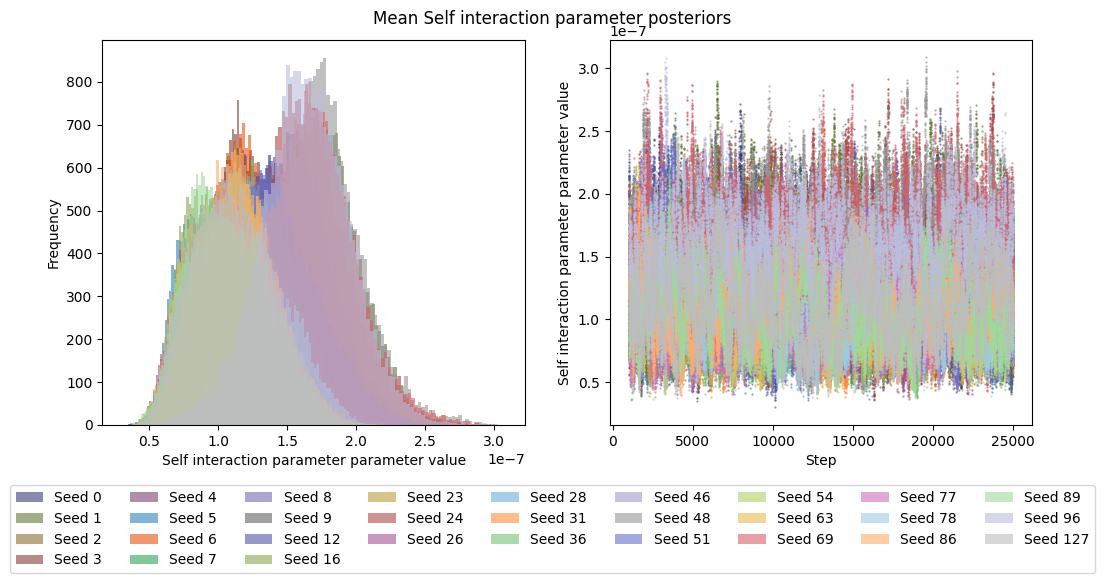 Mean Self interaction parameter posteriors
1e−7
Frequency
800
700
600
500
400
300
200
100
0
0.5 1.0 1.5 2.0 2.5 3.0
Self interaction parameter parameter value 1e−7
Self interaction parameter value
3.0
2.5
2.0
1.5
1.0
0.5
0 5000 10000 15000 20000 25000
Step
Seed 0 Seed 4 Seed 8 Seed 23 Seed 28 Seed 46 Seed 54 Seed 77 Seed 89
Seed 1 Seed 5 Seed 9 Seed 24 Seed 31 Seed 48 Seed 63 Seed 78 Seed 96
Seed 2 Seed 6 Seed 12 Seed 26 Seed 36 Seed 51 Seed 69 Seed 86 Seed 127
Seed 3 Seed 7 Seed 16